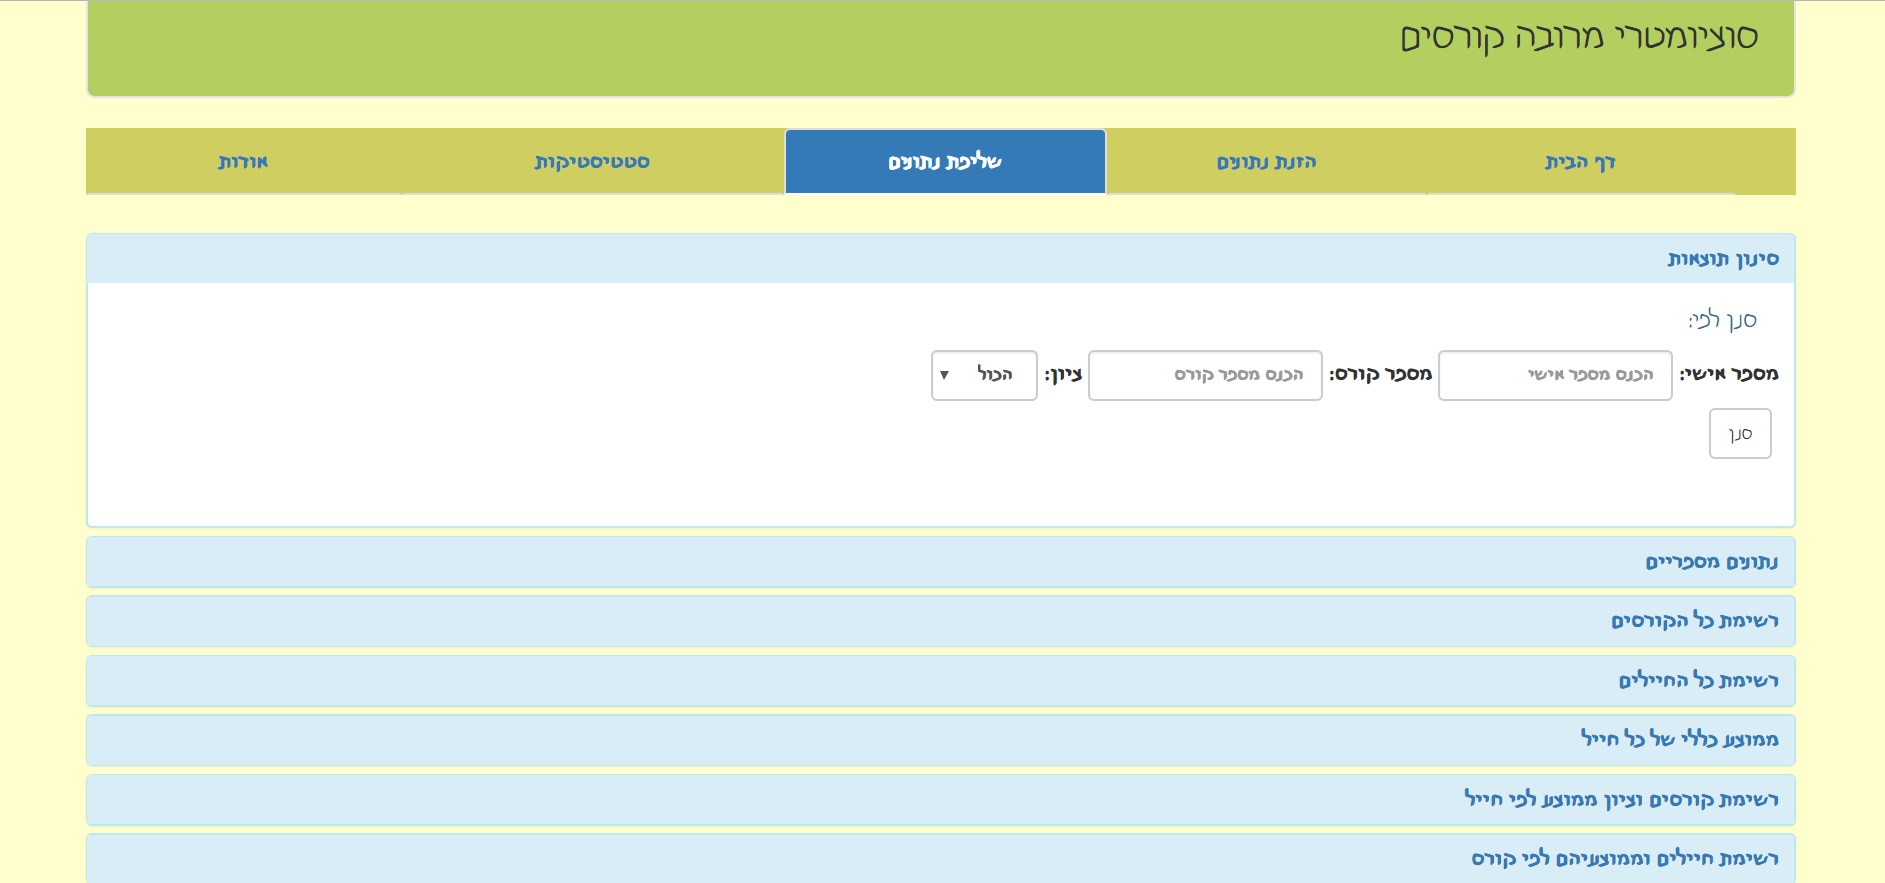 סוציומטרי מרובה קורסים
דף הבית הזנת נתונים שליפת נתונים סטטיסטיקות אודות
סינון תוצאות
סנן לפי:
מספר אישי: הכנס מספר אישי מספר קורס: הכנס מספר קורס ציון: הכול
סנן
נתונים מספריים
רשימת כל הקורסים
רשימת כל החיילים
ממוצע כללי של כל חייל
רשימת קורסים וציון ממוצע לפי חייל
רשימת חיילים וממוצעיהם לפי קורס